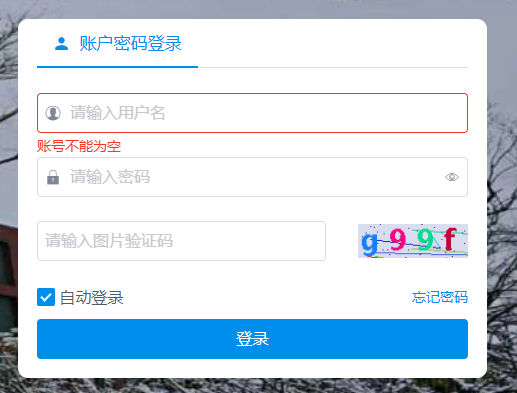 账户密码登录
请输入用户名
账号不能为空
请输入密码
请输入图片验证码
g99f
自动登录
忘记密码
登录